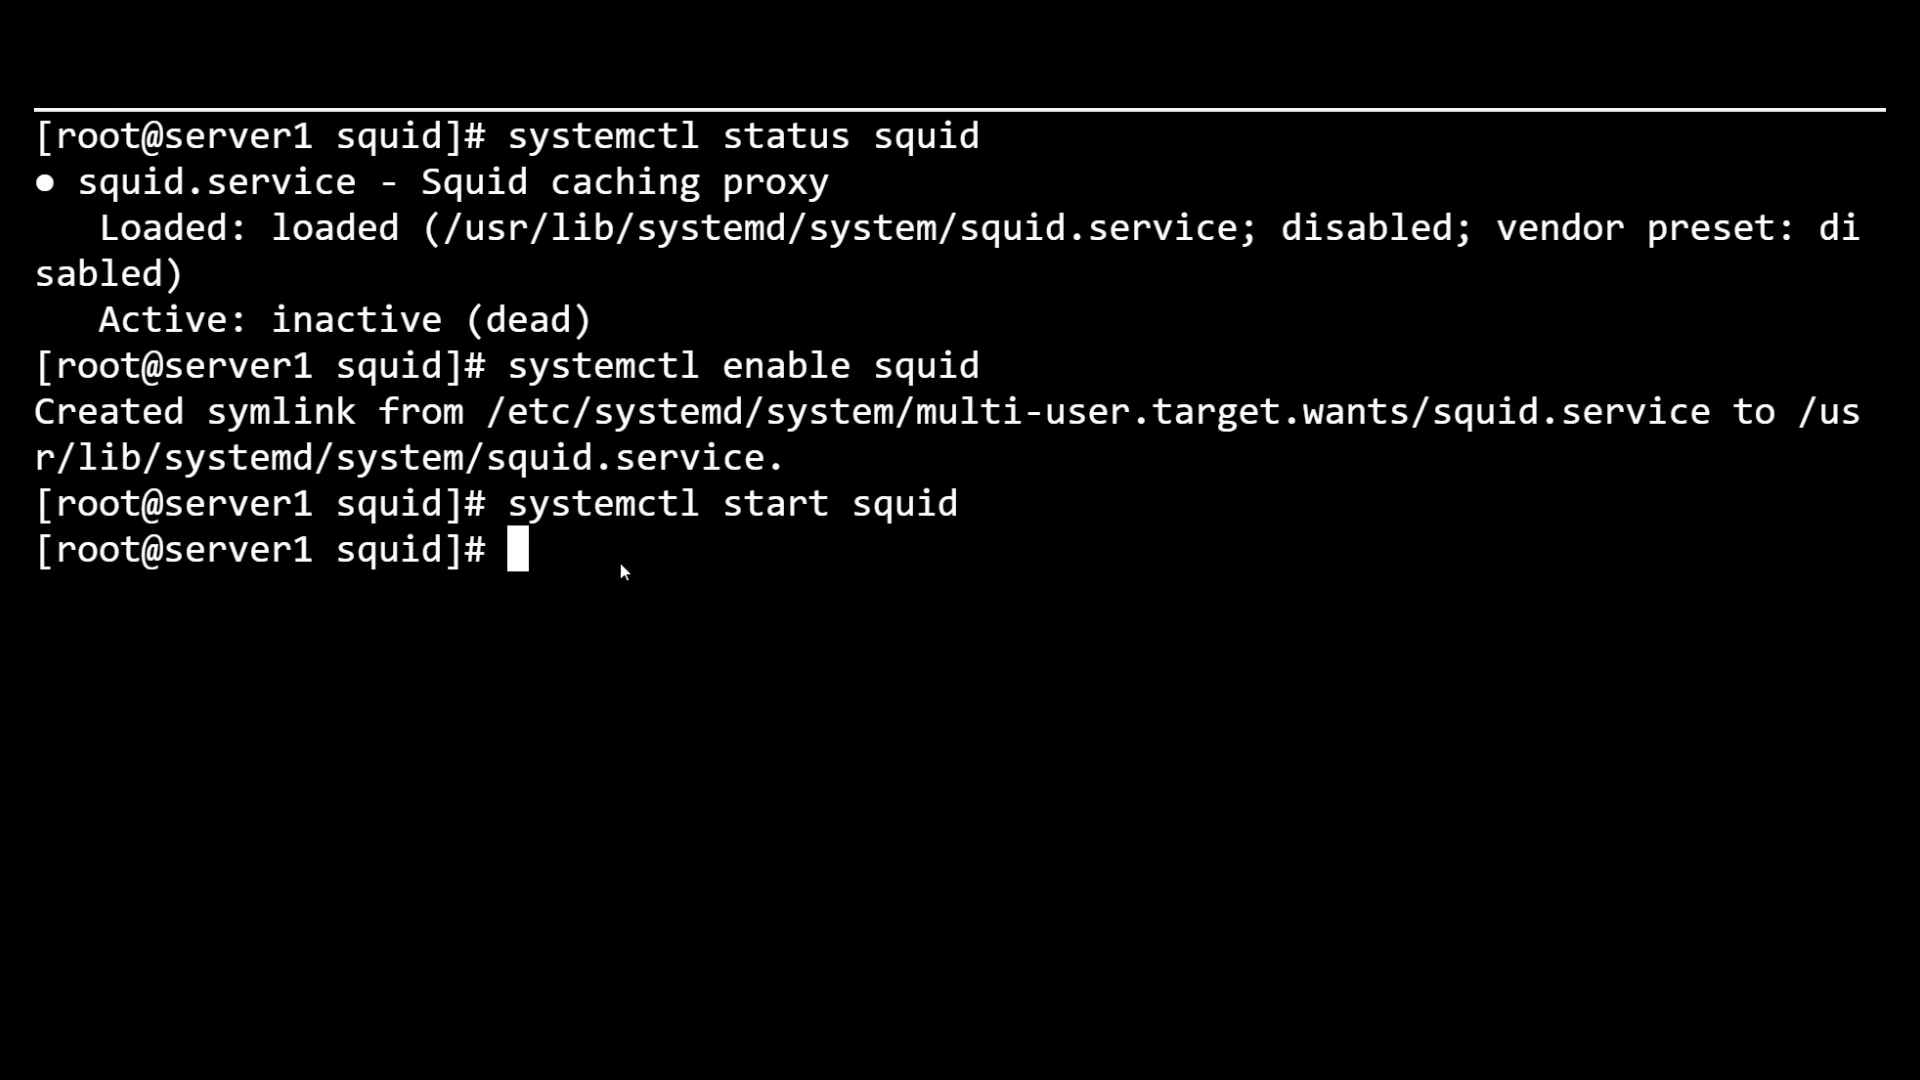 [root@server1 squid]# systemctl status squid
● squid.service - Squid caching proxy
   Loaded: loaded (/usr/lib/systemd/system/squid.service; disabled; vendor preset: di
sabled)
   Active: inactive (dead)
[root@server1 squid]# systemctl enable squid
Created symlink from /etc/systemd/system/multi-user.target.wants/squid.service to /us
r/lib/systemd/system/squid.service.
[root@server1 squid]# systemctl start squid
[root@server1 squid]#